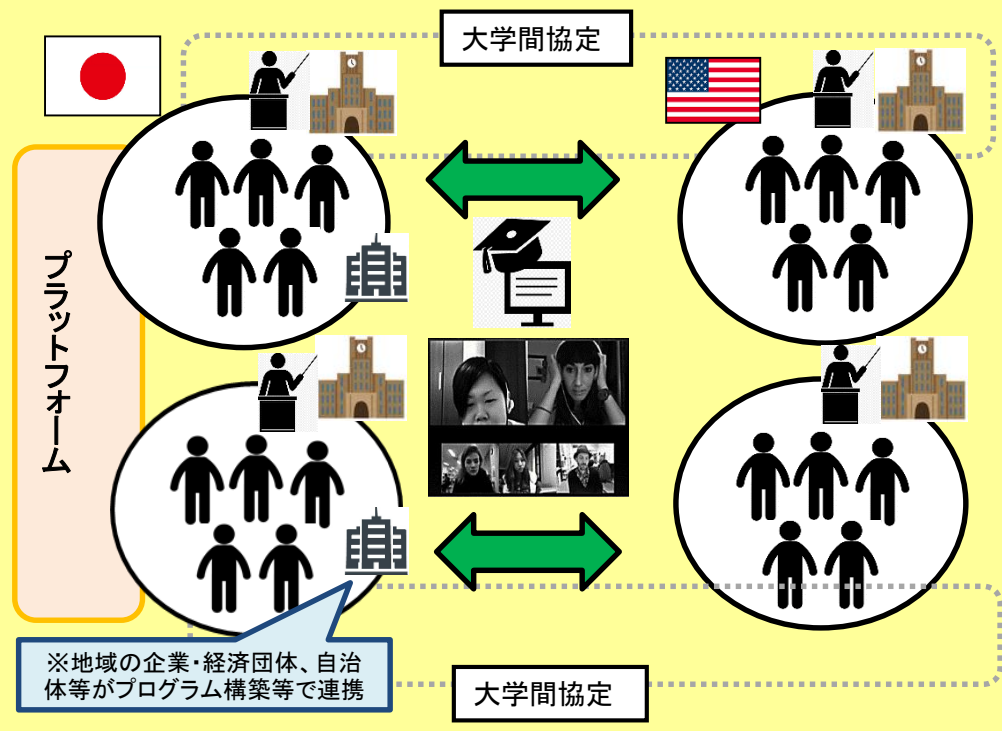 大学間協定
プラットフォーム
※地域の企業・経済団体、自治
体等がプログラム構築等で連携
大学間協定